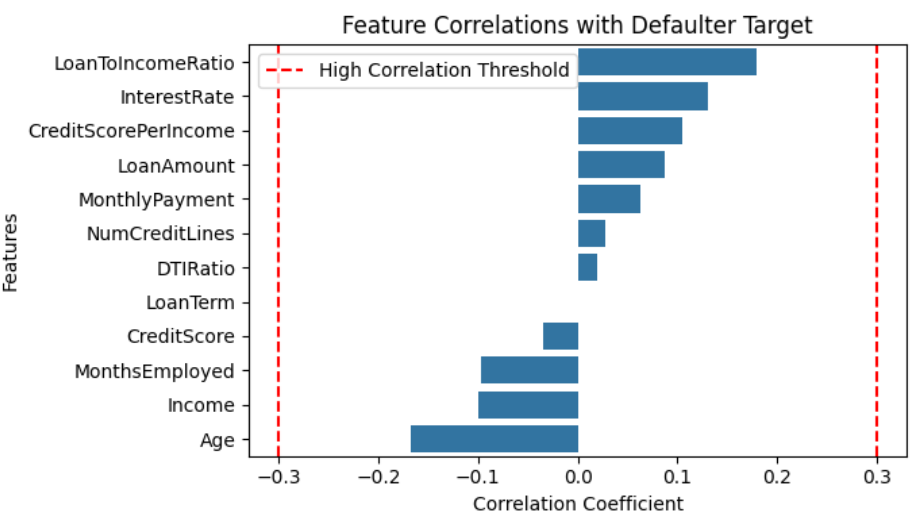 Feature Correlations with Defaulter Target
High Correlation Threshold
LoanToIncomeRatio
InterestRate
CreditScorePerIncome
LoanAmount
MonthlyPayment
NumCreditLines
DTIRatio
LoanTerm
CreditScore
MonthsEmployed
Income
Age
Features
−0.3 −0.2 −0.1 0.0 0.1 0.2 0.3
Correlation Coefficient